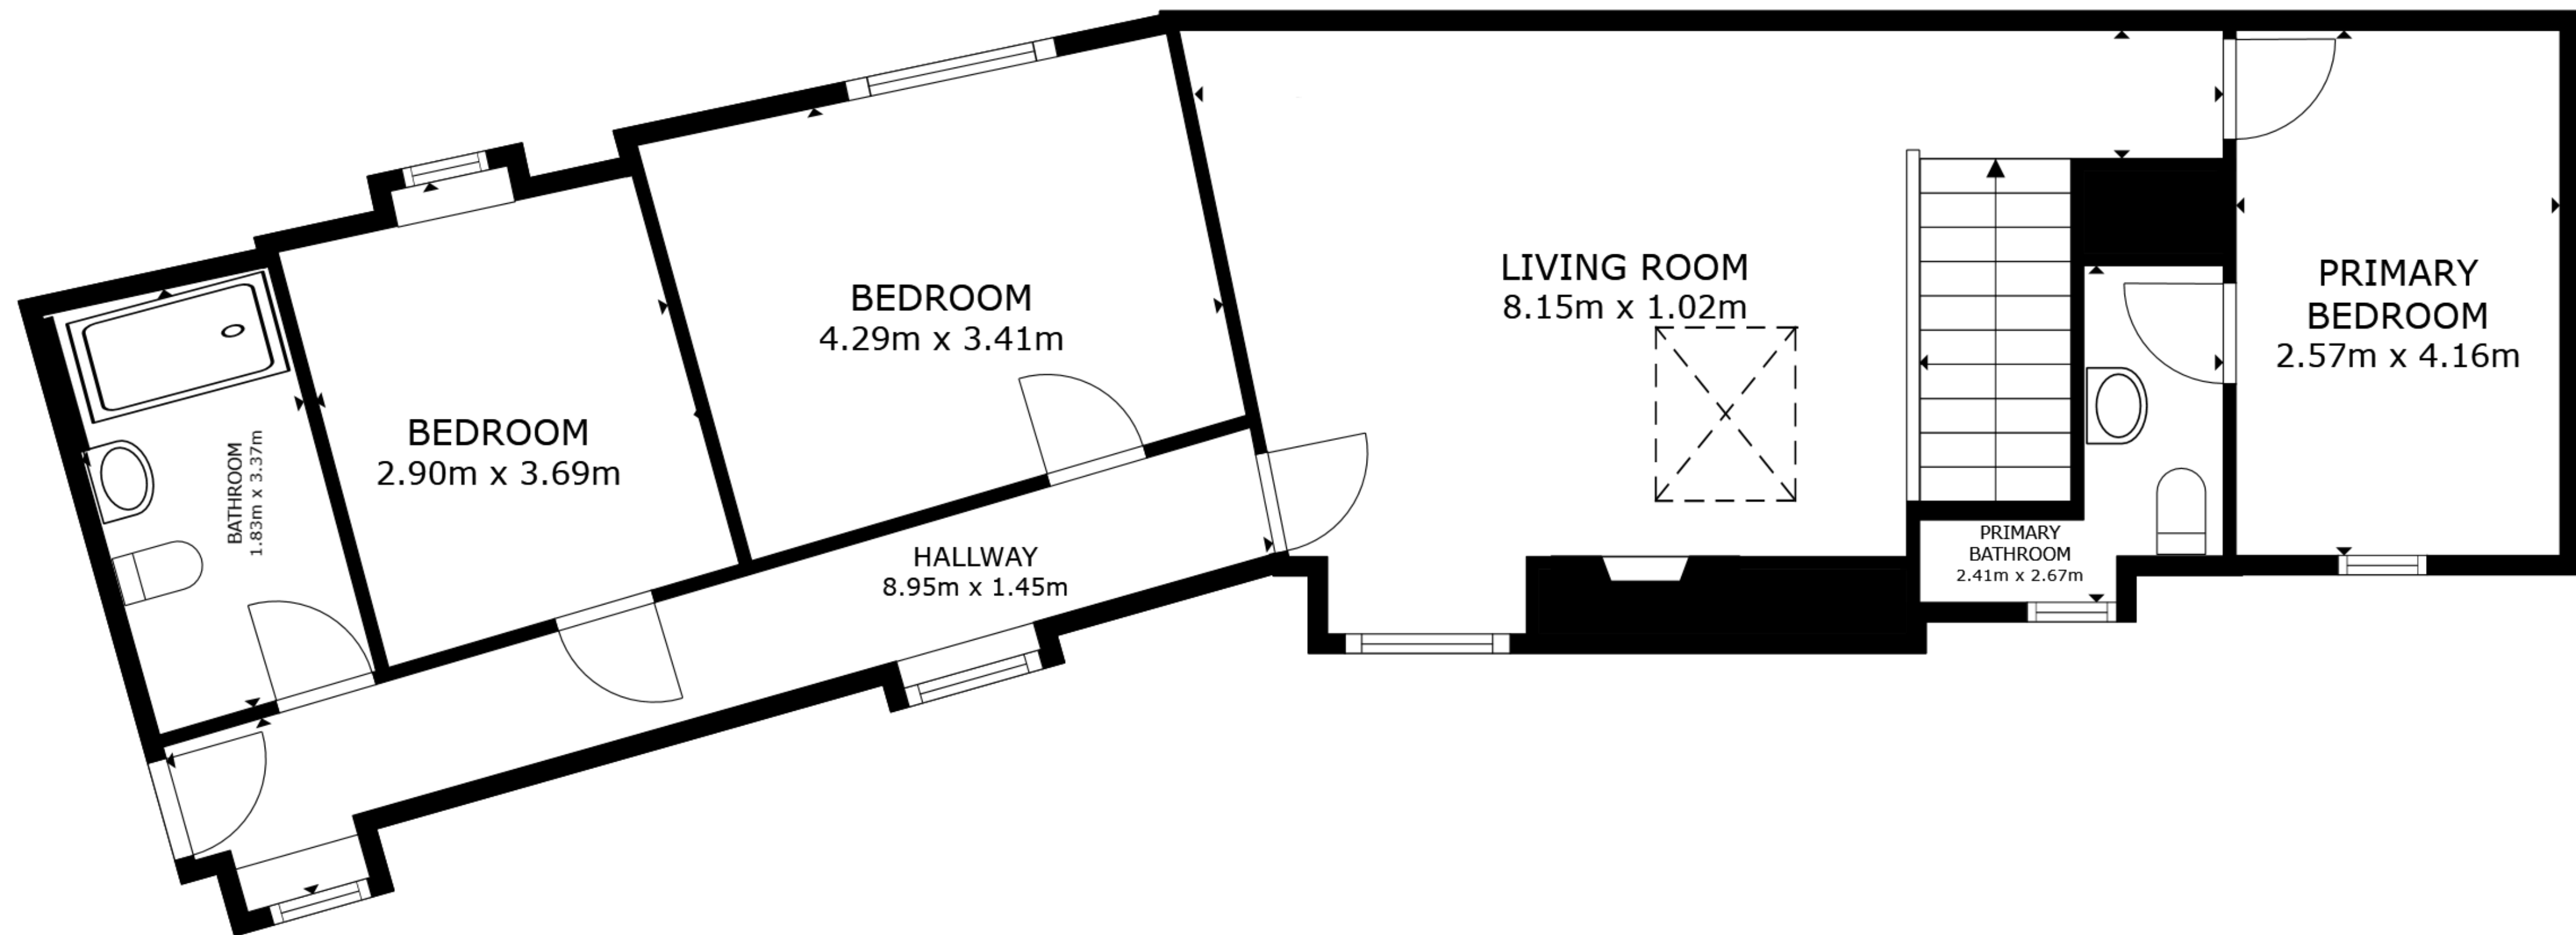 LIVING ROOM
8.15m x 1.02m
PRIMARY
BEDROOM
2.57m x 4.16m
BEDROOM
4.29m x 3.41m
BEDROOM
2.90m x 3.69m
BATHROOM
1.83m x 3.37m
HALLWAY
8.95m x 1.45m
PRIMARY
BATHROOM
2.41m x 2.67m